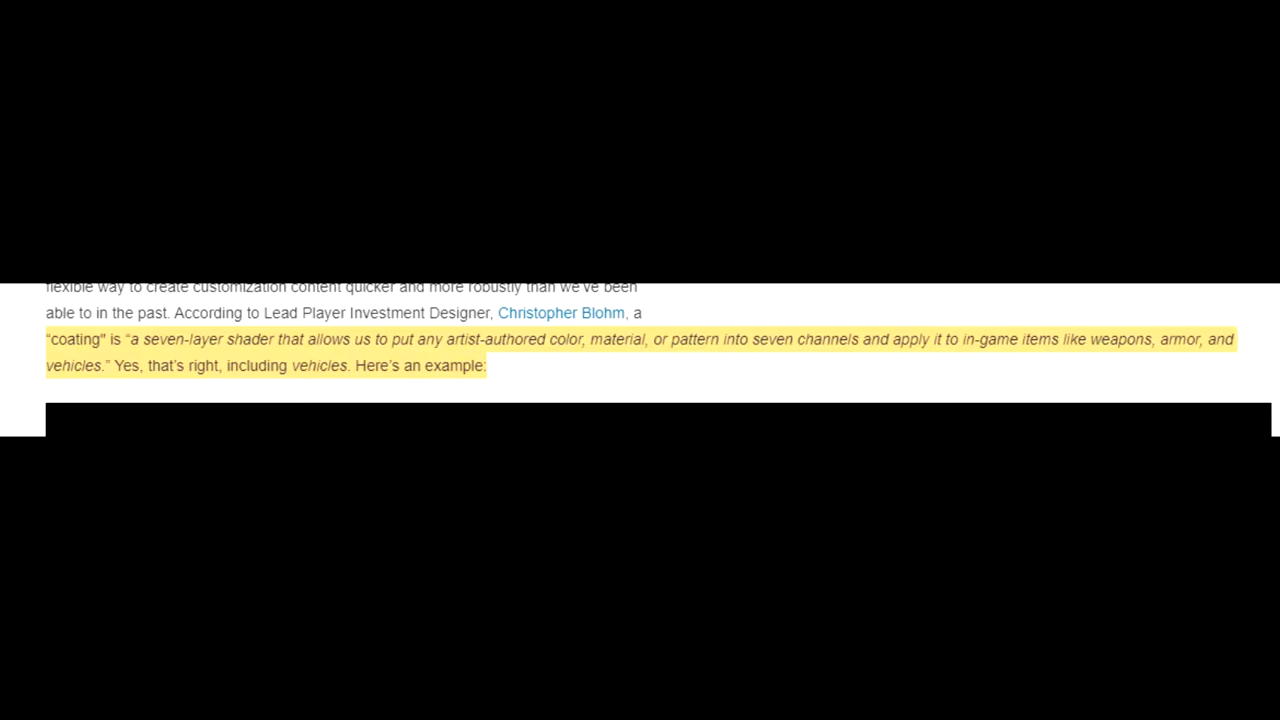 flexible way to create customization content quicker and more robustly than we've been
able to in the past. According to Lead Player Investment Designer, Christopher Blohm, a
“coating” is “a seven-layer shader that allows us to put any artist-authored color, material, or pattern into seven channels and apply it to in-game items like weapons, armor, and
vehicles.” Yes, that’s right, including vehicles. Here’s an example: